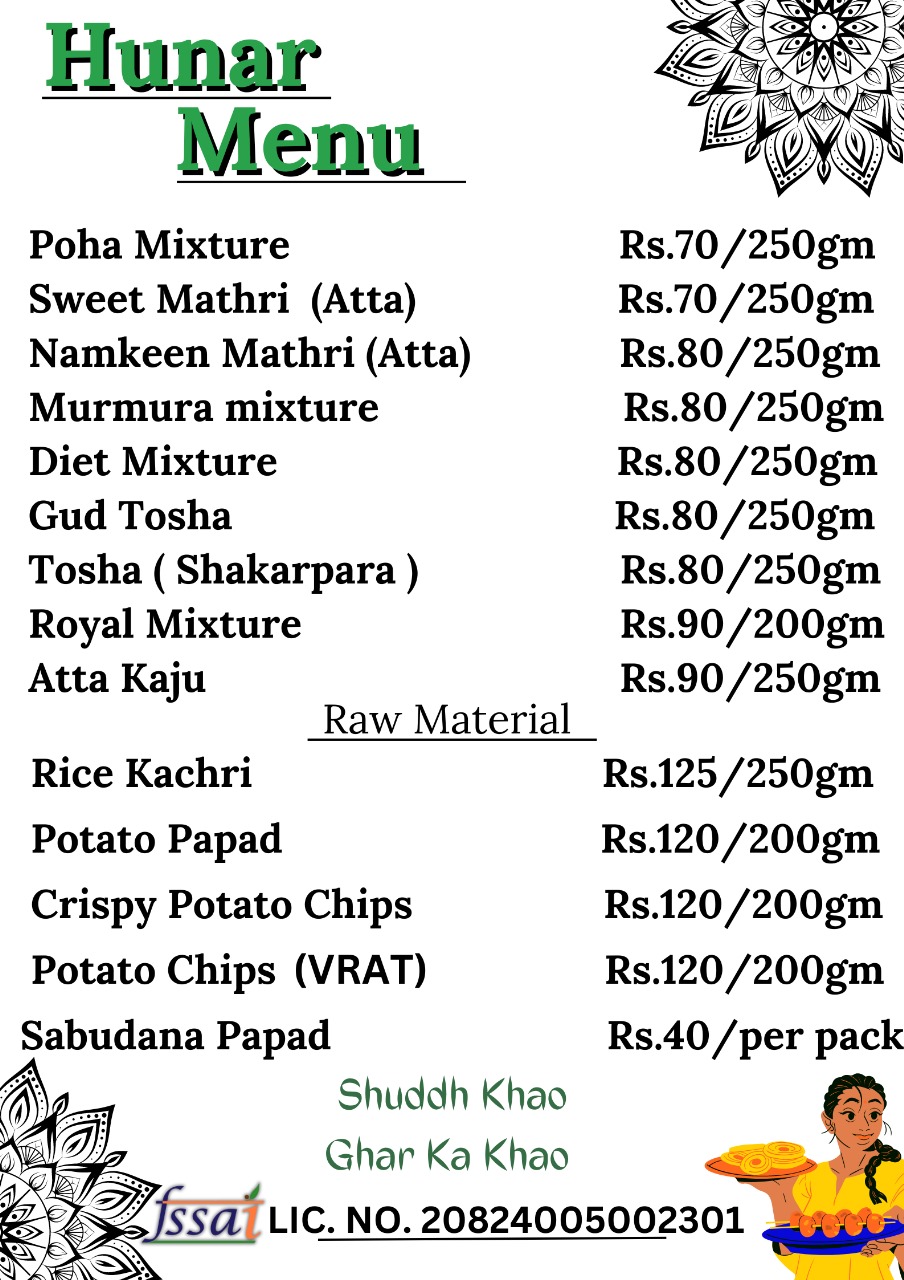 Hunar
Menu
Poha Mixture Rs.70/250gm
Sweet Mathri (Atta) Rs.70/250gm
Namkeen Mathri (Atta) Rs.80/250gm
Murmura mixture Rs.80/250gm
Diet Mixture Rs.80/250gm
Gud Tosha Rs.80/250gm
Tosha ( Shakarpara ) Rs.80/250gm
Royal Mixture Rs.90/200gm
Atta Kaju Rs.90/250gm
Raw Material
Rice Kachri Rs.125/250gm
Potato Papad Rs.120/200gm
Crispy Potato Chips Rs.120/200gm
Potato Chips (VRAT) Rs.120/200gm
Sabudana Papad Rs.40/per pack
Shuddh Khao
Ghar Ka Khao
fssai LIC. NO. 20824005002301